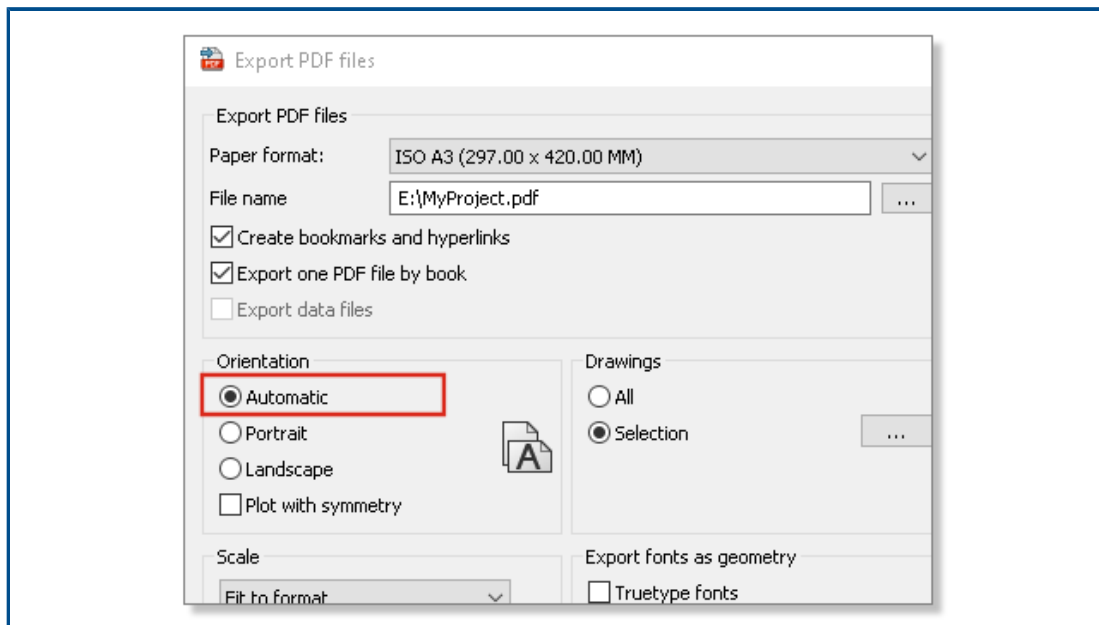 Export PDF files
Export PDF files
Paper format:
ISO A3 (297.00 x 420.00 MM)
File name
E:\MyProject.pdf
...
Create bookmarks and hyperlinks
Export one PDF file by book
Export data files
Orientation
Automatic
Portrait
Landscape
Plot with symmetry
A
Drawings
All
Selection
...
Scale
Fit to format
Export fonts as geometry
Truetype fonts